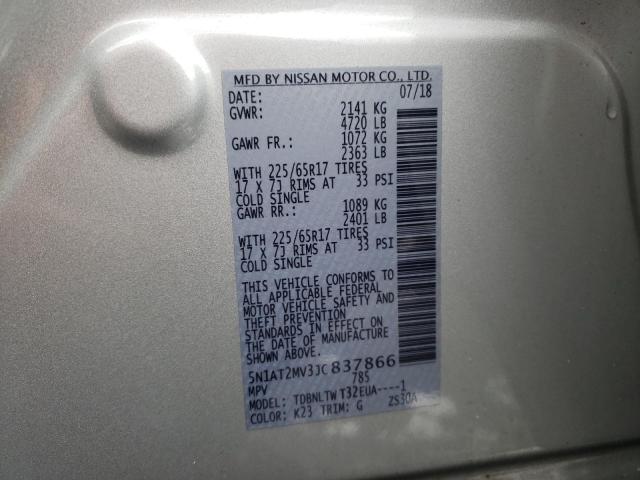 MFD BY NISSAN MOTOR CO., LTD.
DATE: 07/18
GVWR: 2141 KG
4720 LB
GAWR FR.: 1072 KG
2363 LB
WITH 225/65R17 TIRES
17 X 7J RIMS AT 33 PSI
COLD SINGLE
GAWR RR.: 1089 KG
2401 LB
WITH 225/65R17 TIRES
17 X 7J RIMS AT 33 PSI
COLD SINGLE
THIS VEHICLE CONFORMS TO
ALL APPLICABLE FEDERAL
MOTOR VEHICLE SAFETY AND
THEFT PREVENTION
STANDARDS IN EFFECT ON
THE DATE OF MANUFACTURE
SHOWN ABOVE.
5N1AT2MV3JC837866
MPV 785
MODEL: TDBNLTW T32EUA----1
COLOR: K23 TRIM: G ZS30A